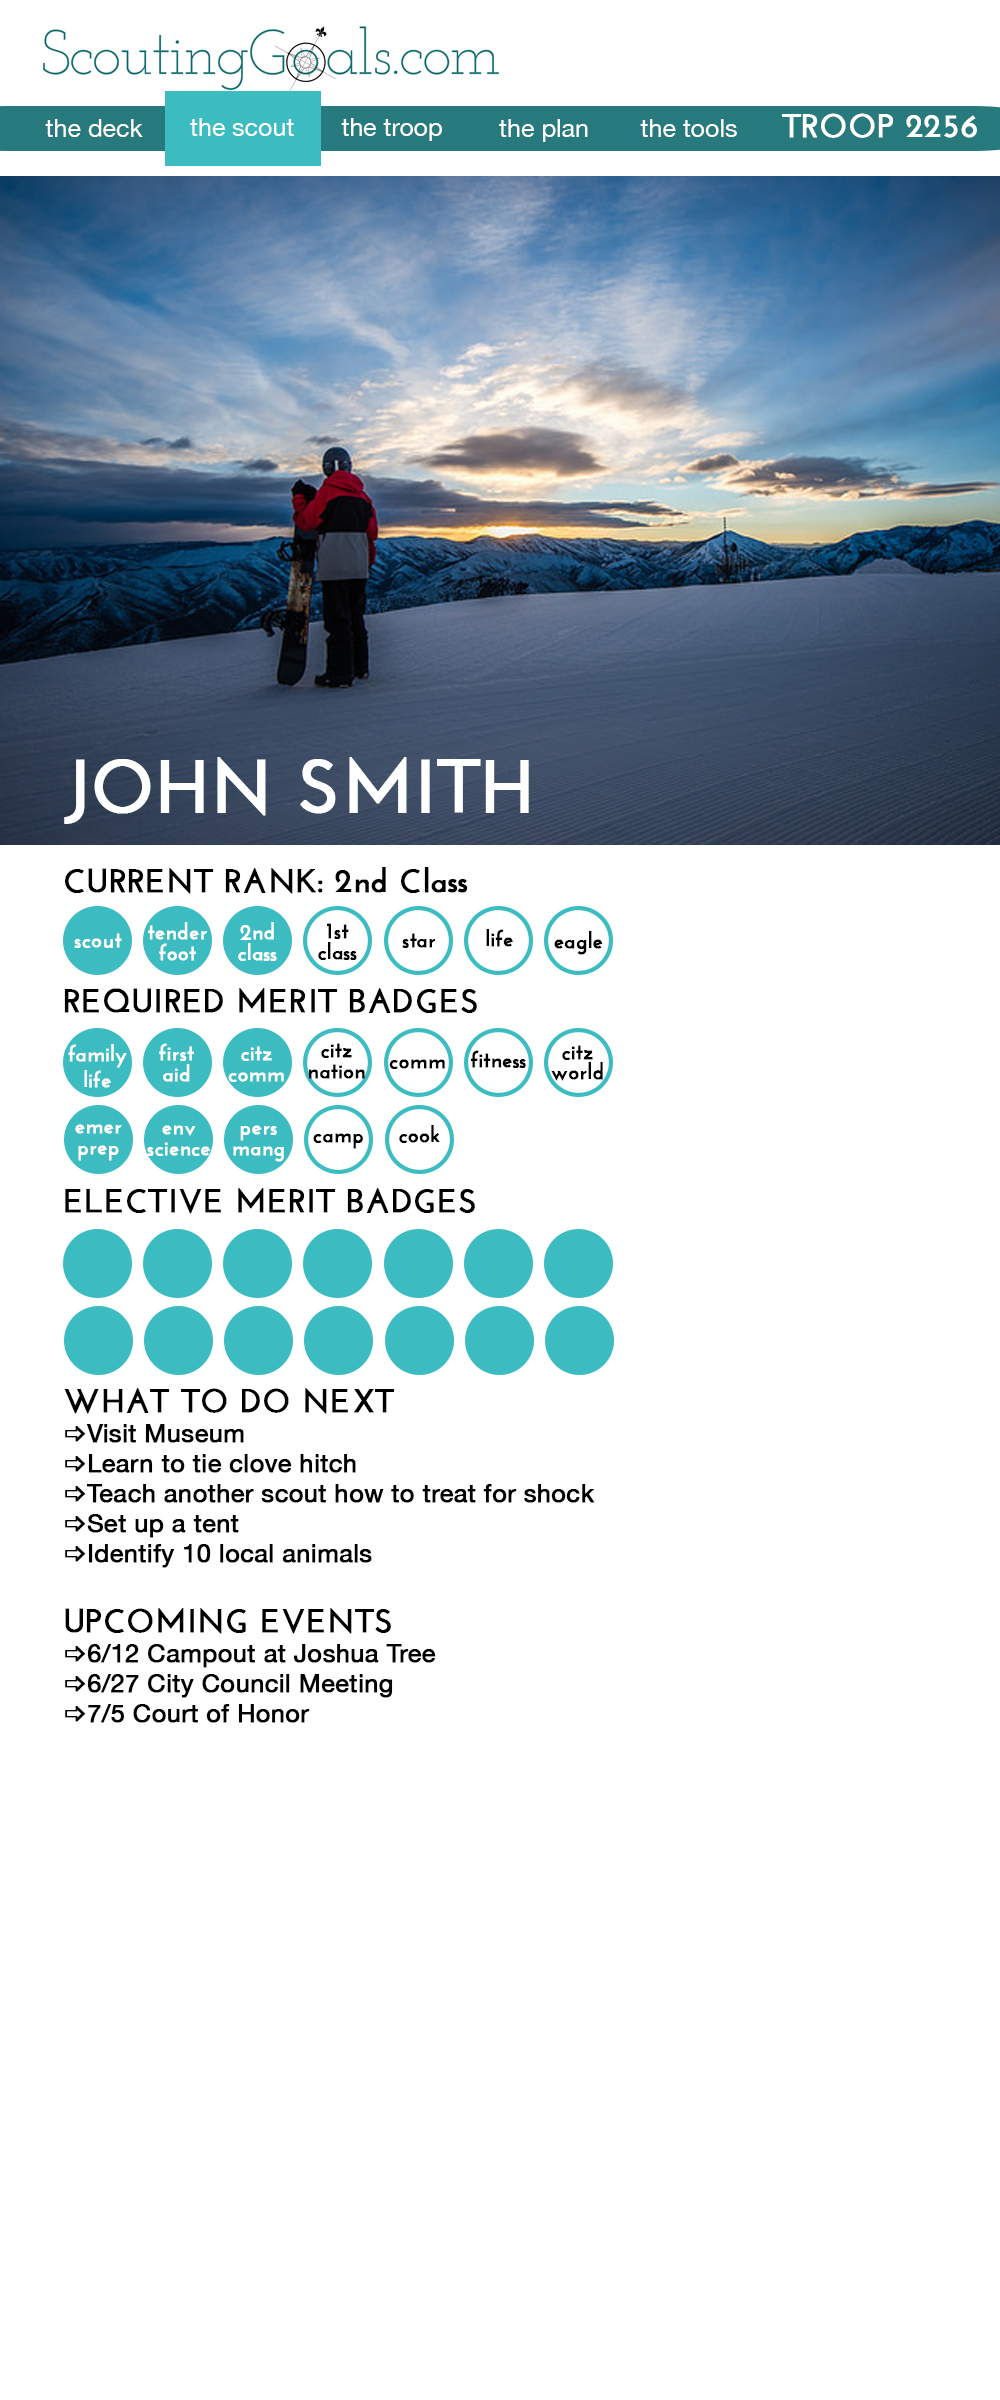 ScoutingGoals.com
the deck the scout the troop the plan the tools TROOP 2256
JOHN SMITH
CURRENT RANK: 2nd Class
scout tender foot 2nd class 1st class star life eagle
REQUIRED MERIT BADGES
family life first aid citz comm citz nation comm fitness citz world
emer prep env science pers mang camp cook
ELECTIVE MERIT BADGES
WHAT TO DO NEXT
⇨Visit Museum
⇨Learn to tie clove hitch
⇨Teach another scout how to treat for shock
⇨Set up a tent
⇨Identify 10 local animals
UPCOMING EVENTS
⇨6/12 Campout at Joshua Tree
⇨6/27 City Council Meeting
⇨7/5 Court of Honor